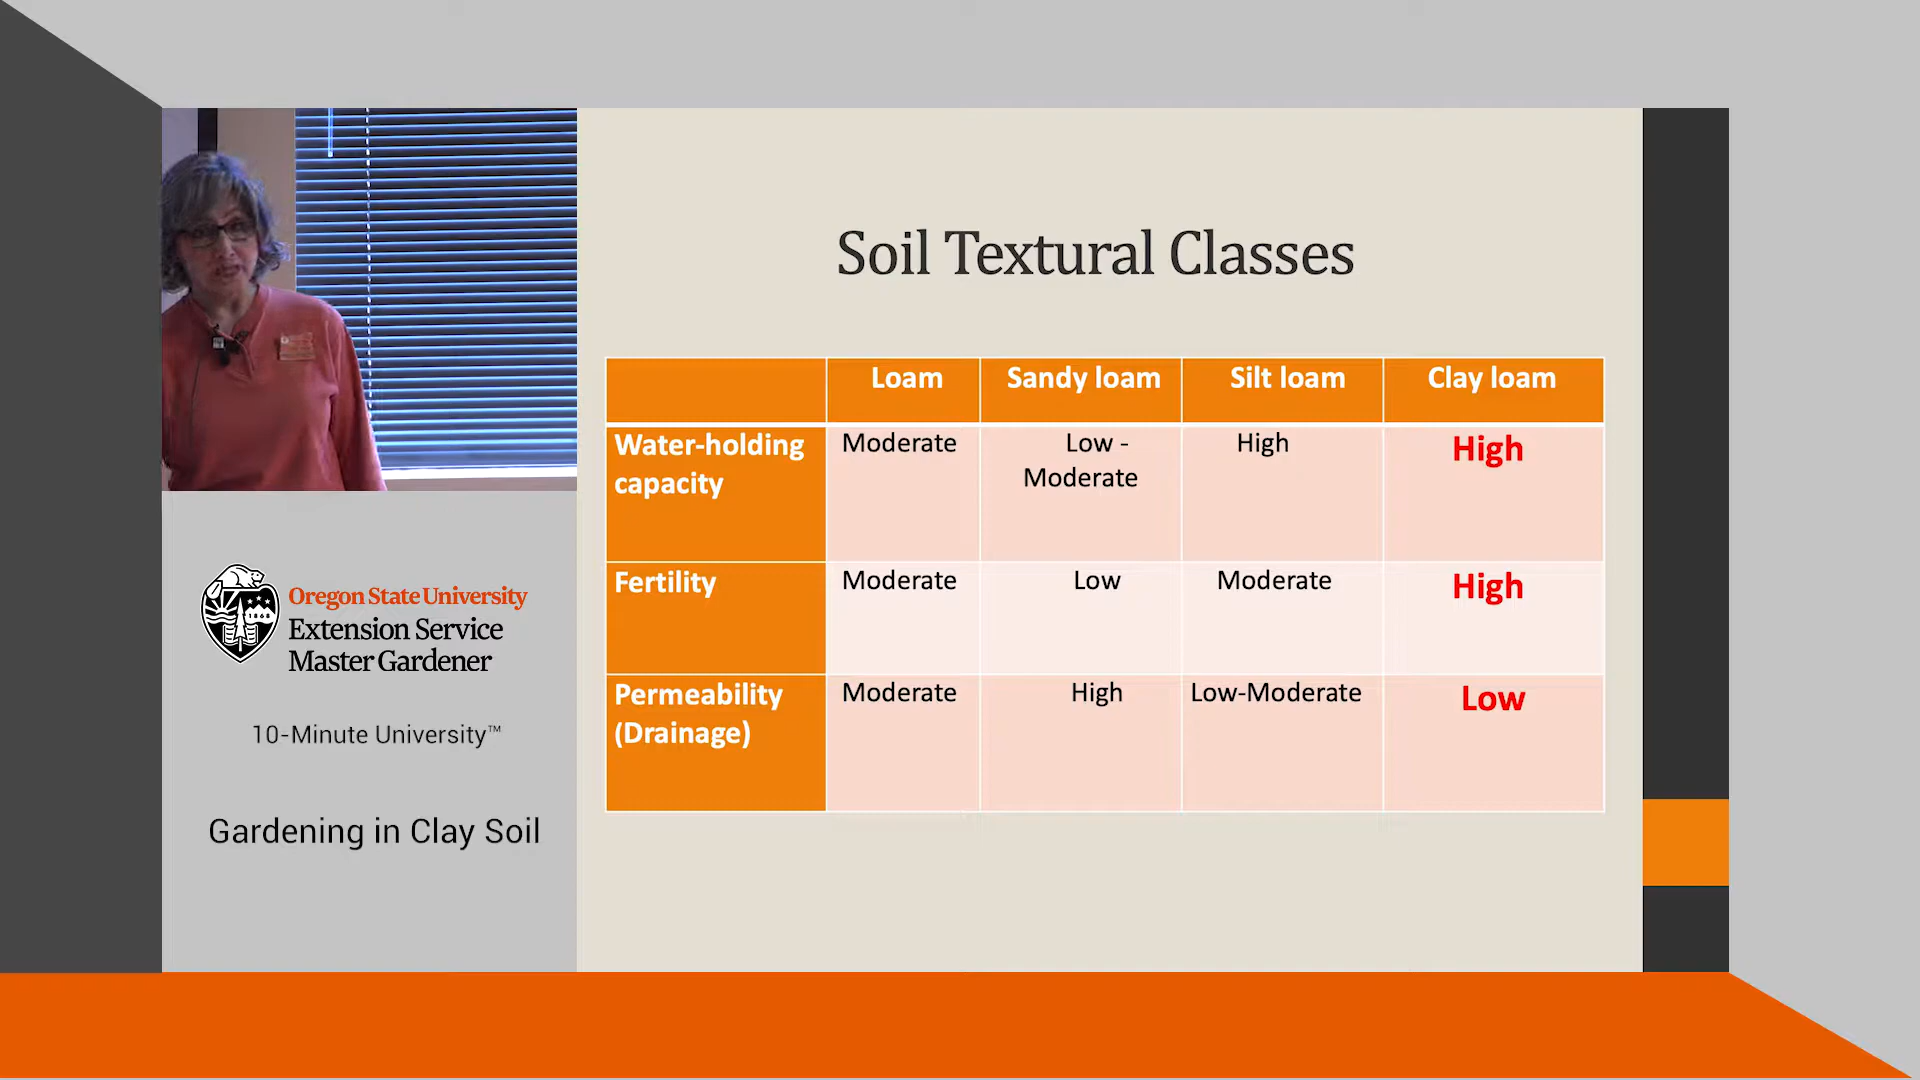 Soil Textural Classes
Loam Sandy loam Silt loam Clay loam
Water-holding capacity Moderate Low - Moderate High High
Fertility Moderate Low Moderate High
Permeability (Drainage) Moderate High Low-Moderate Low
Oregon State University
Extension Service
Master Gardener
10-Minute University™
Gardening in Clay Soil